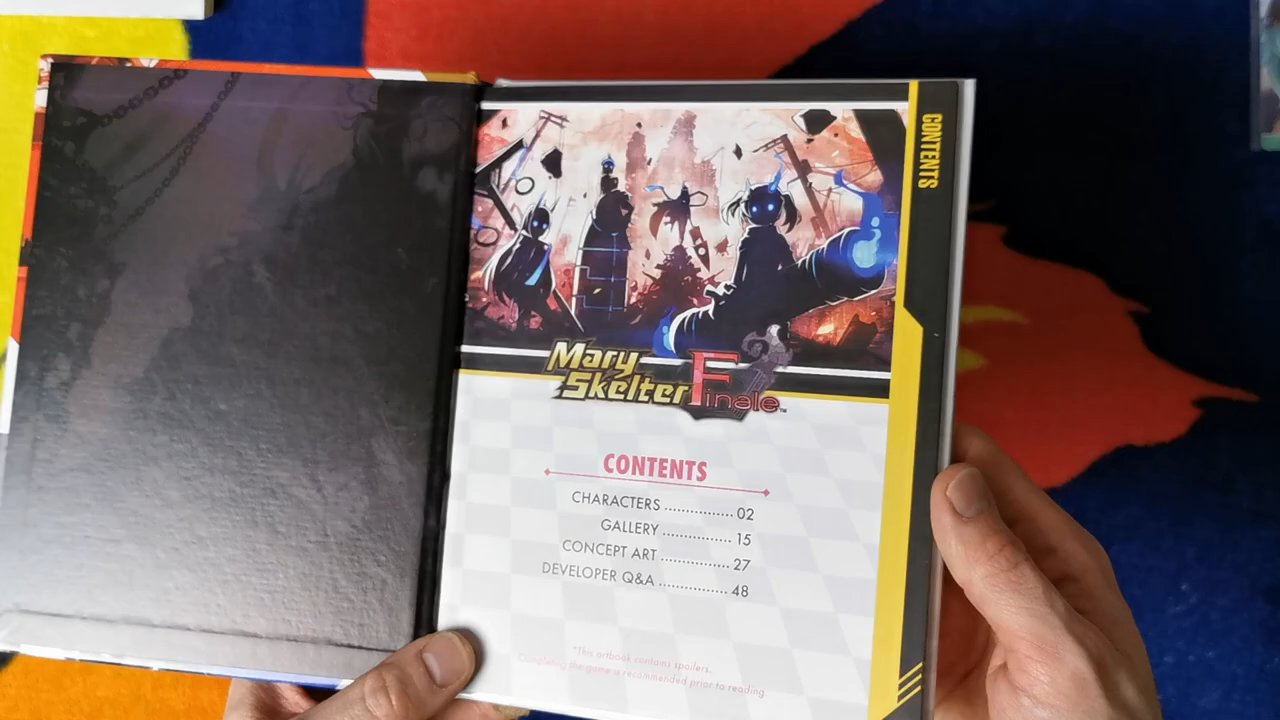 CONTENTS
Mary
Skelter Finale™
CONTENTS
CHARACTERS ................ 02
GALLERY ................ 15
CONCEPT ART ................ 27
DEVELOPER Q&A ................ 48
*This artbook contains spoilers.
Completing the game is recommended prior to reading.